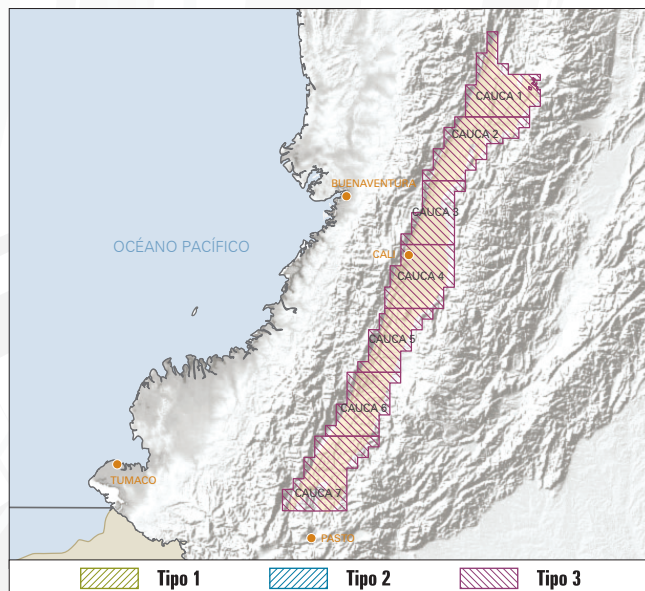 CAUCA 1
CAUCA 2
BUENAVENTURA
CAUCA 3
OCÉANO PACÍFICO
CALI
CAUCA 4
CAUCA 5
CAUCA 6
TUMACO
CAUCA 7
PASTO
Tipo 1 Tipo 2 Tipo 3